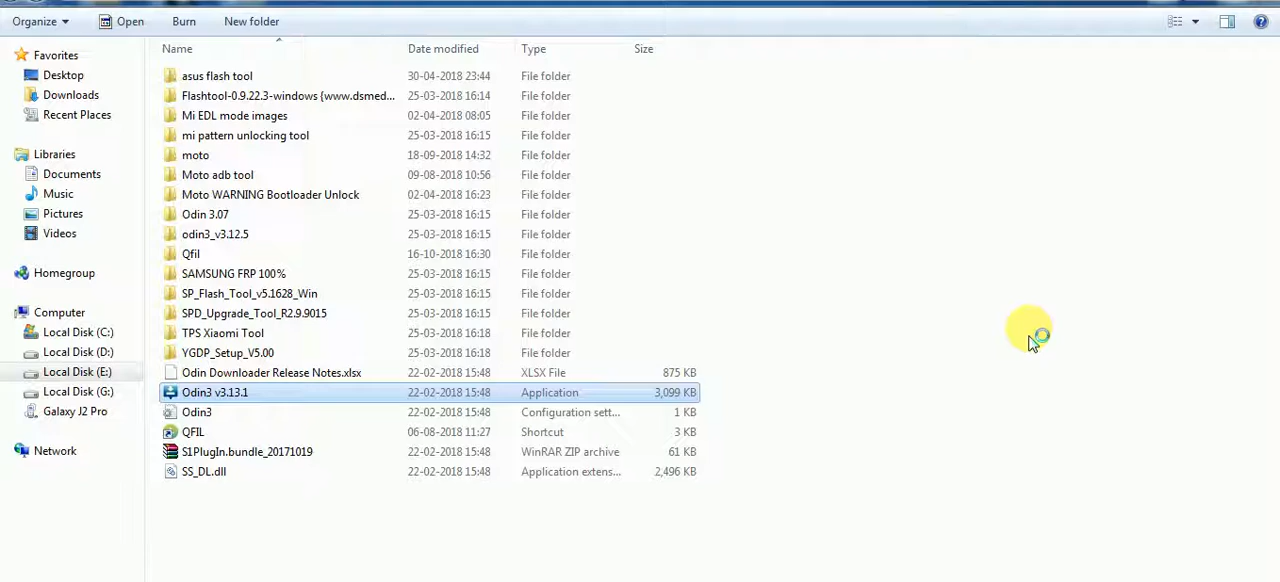 Organize Open Burn New folder
Favorites
Desktop
Downloads
Recent Places
Libraries
Documents
Music
Pictures
Videos
Homegroup
Computer
Local Disk (C:)
Local Disk (D:)
Local Disk (E:)
Local Disk (G:)
Galaxy J2 Pro
Network
Name Date modified Type Size
asus flash tool 30-04-2018 23:44 File folder
Flashtool-0.9.22.3-windows {www.dsmed... 25-03-2018 16:14 File folder
Mi EDL mode images 02-04-2018 08:05 File folder
mi pattern unlocking tool 25-03-2018 16:15 File folder
moto 18-09-2018 14:32 File folder
Moto adb tool 09-08-2018 10:56 File folder
Moto WARNING Bootloader Unlock 02-04-2018 16:23 File folder
Odin 3.07 25-03-2018 16:15 File folder
odin3_v3.12.5 25-03-2018 16:15 File folder
Qfil 16-10-2018 16:30 File folder
SAMSUNG FRP 100% 25-03-2018 16:15 File folder
SP_Flash_Tool_v5.1628_Win 25-03-2018 16:15 File folder
SPD_Upgrade_Tool_R2.9.9015 25-03-2018 16:15 File folder
TPS Xiaomi Tool 25-03-2018 16:18 File folder
YGDP_Setup_V5.00 25-03-2018 16:18 File folder
Odin Downloader Release Notes.xlsx 22-02-2018 15:48 XLSX File 875 KB
Odin3 v3.13.1 22-02-2018 15:48 Application 3,099 KB
Odin3 22-02-2018 15:48 Configuration sett... 1 KB
QFIL 06-08-2018 11:27 Shortcut 3 KB
S1PlugIn.bundle_20171019 22-02-2018 15:48 WinRAR ZIP archive 61 KB
SS_DL.dll 22-02-2018 15:48 Application extens... 2,496 KB